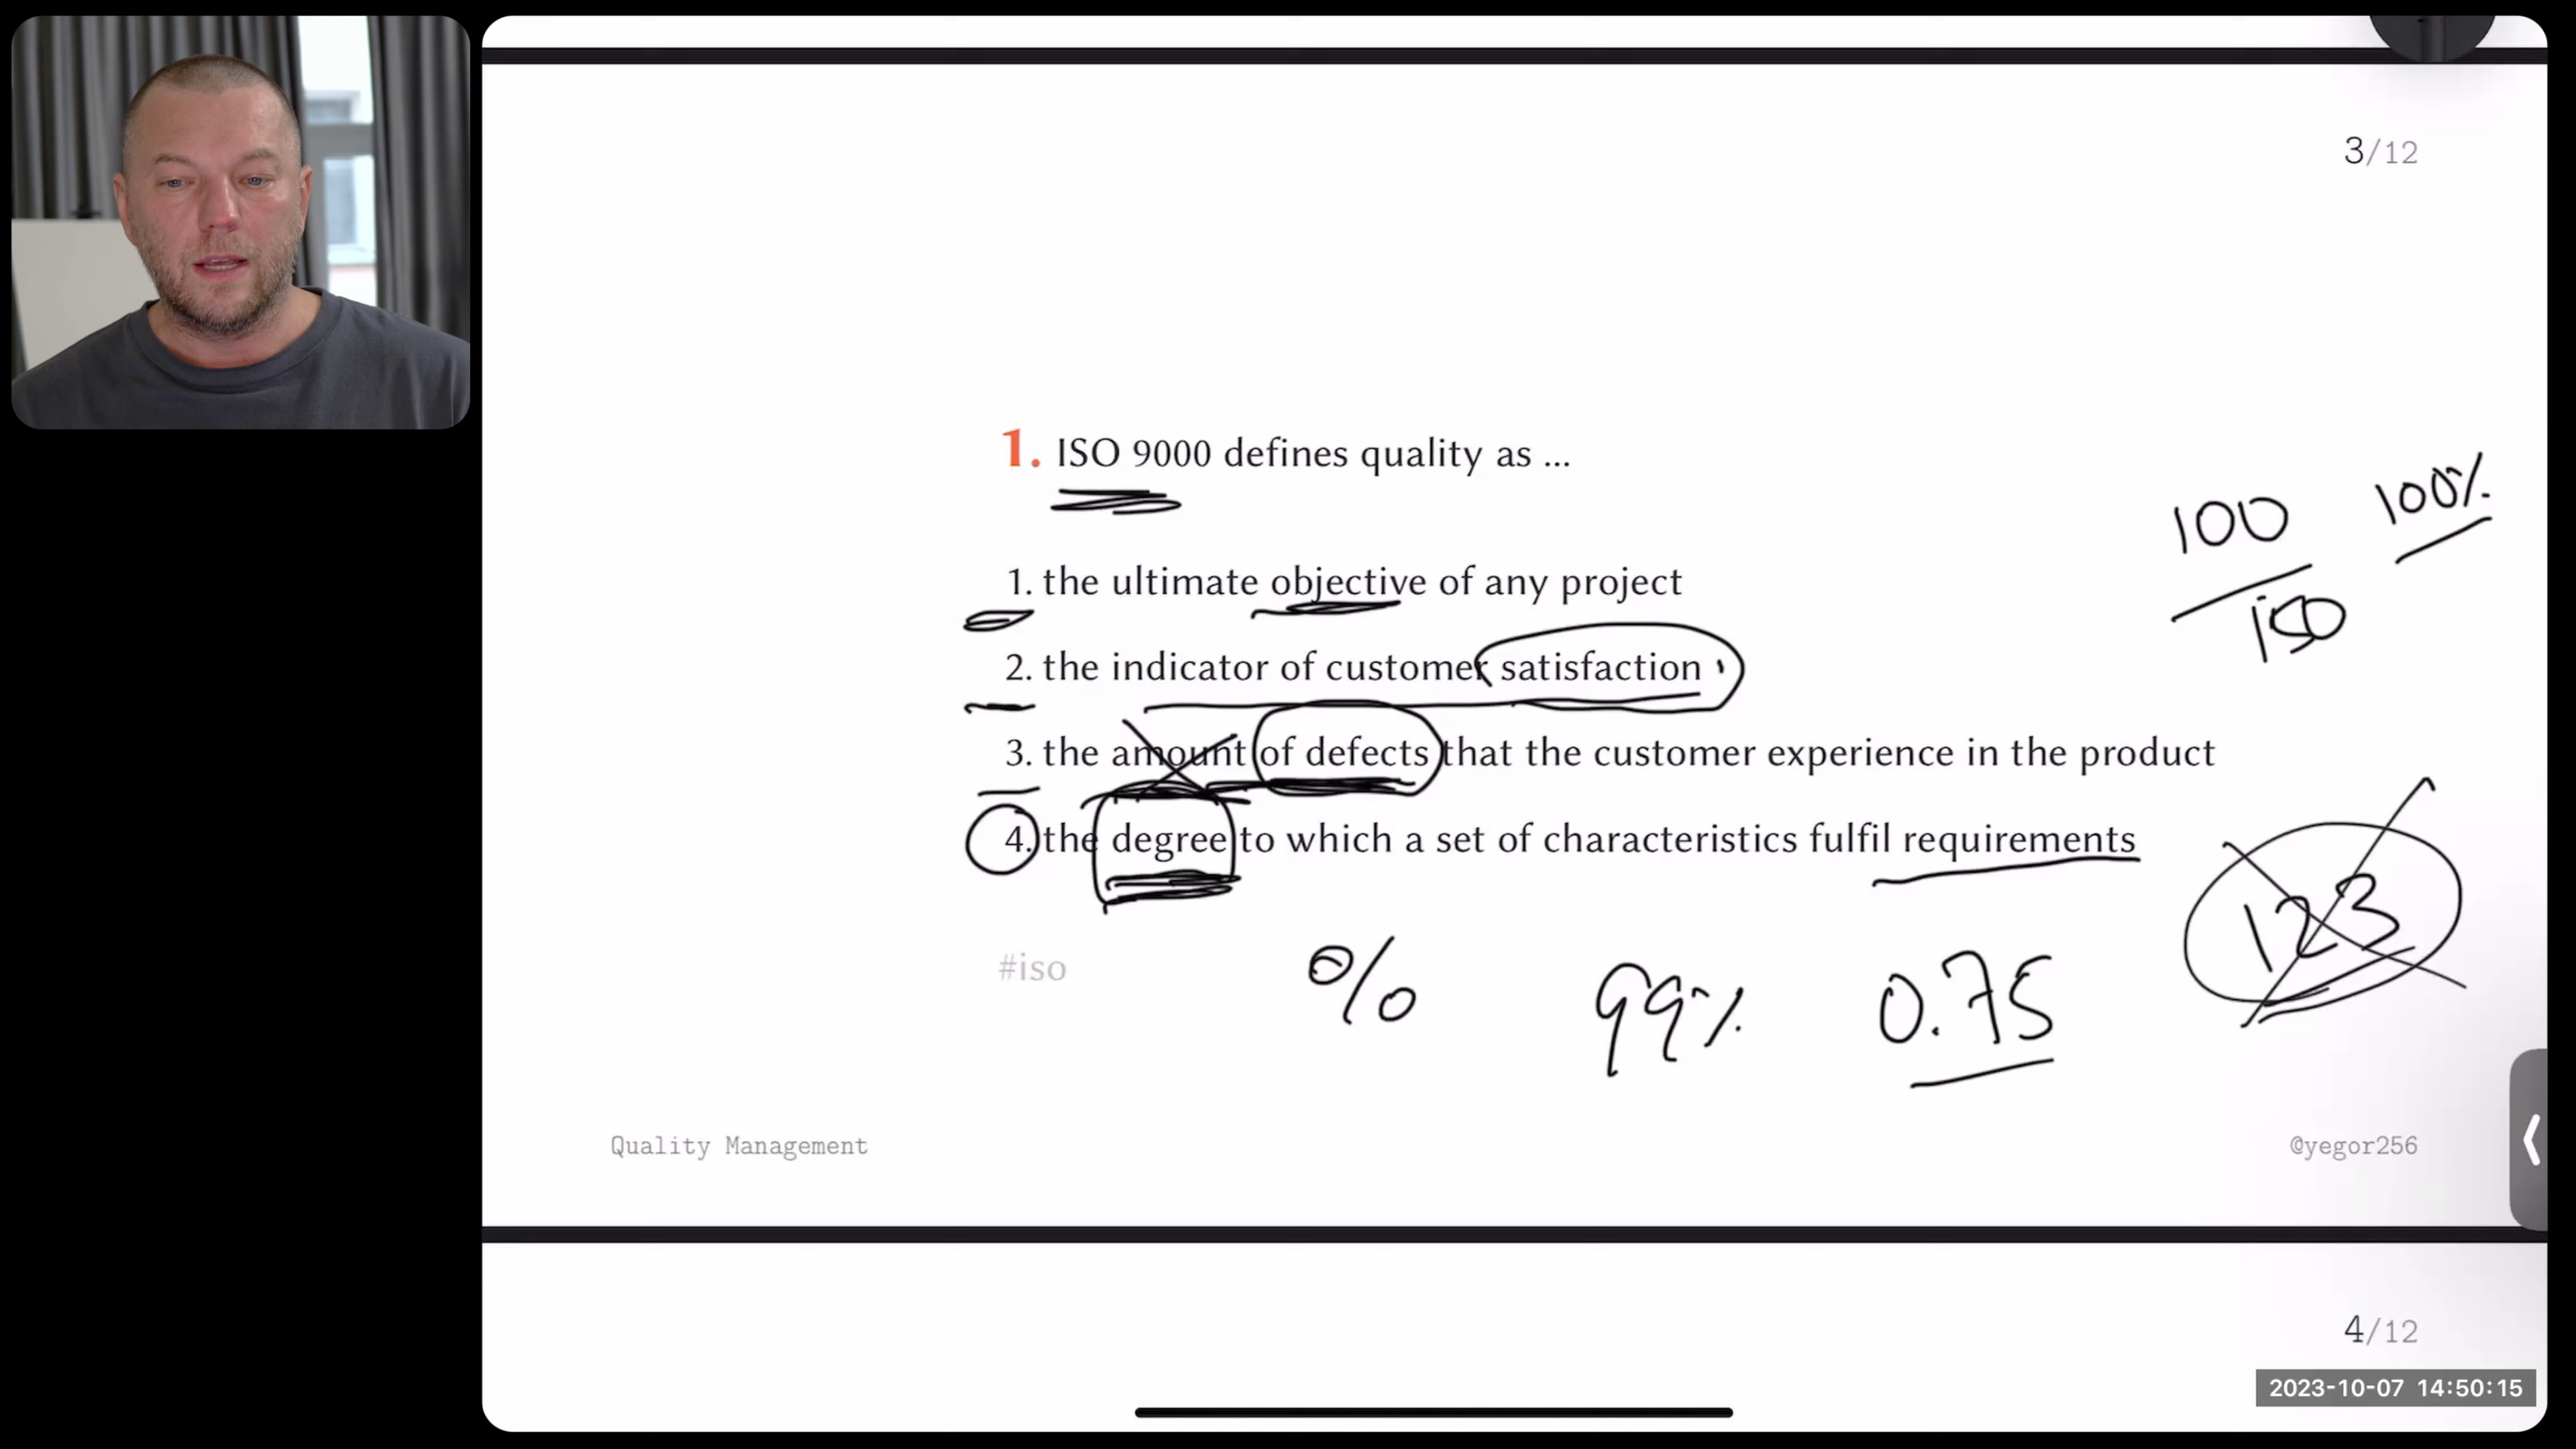 3/12
1. ISO 9000 defines quality as ...
100 100%
150
1. the ultimate objective of any project
2. the indicator of customer satisfaction
3. the amount of defects that the customer experience in the product
4. the degree to which a set of characteristics fulfil requirements
123
#iso
% 99% 0.75
Quality Management
@yegor256
4/12
2023-10-07 14:50:15